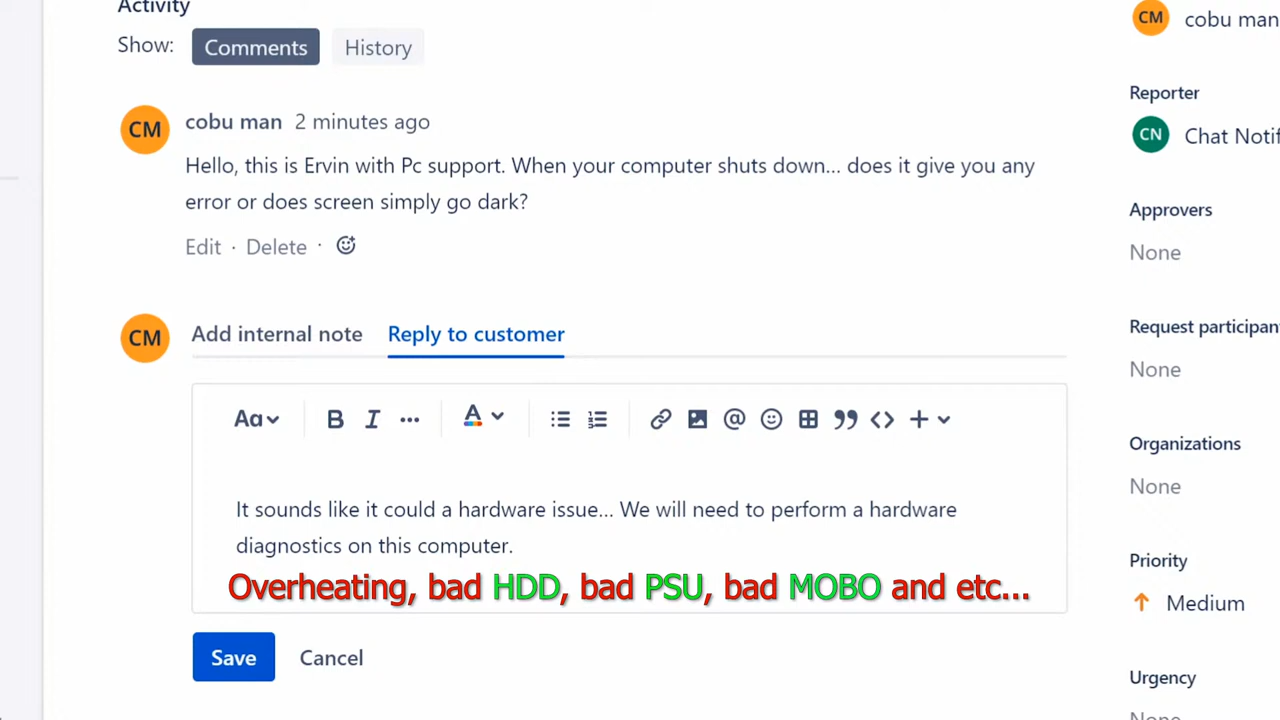 Activity
Show: Comments History
CM cobu man 2 minutes ago
Hello, this is Ervin with Pc support. When your computer shuts down... does it give you any
error or does screen simply go dark?
Edit · Delete ·
CM Add internal note Reply to customer
Aa B I ... A @ <> +
It sounds like it could a hardware issue... We will need to perform a hardware
diagnostics on this computer.
Overheating, bad HDD, bad PSU, bad MOBO and etc...
Save Cancel
CM cobu man
Reporter
CN Chat Notif
Approvers
None
Request participan
None
Organizations
None
Priority
Medium
Urgency
None